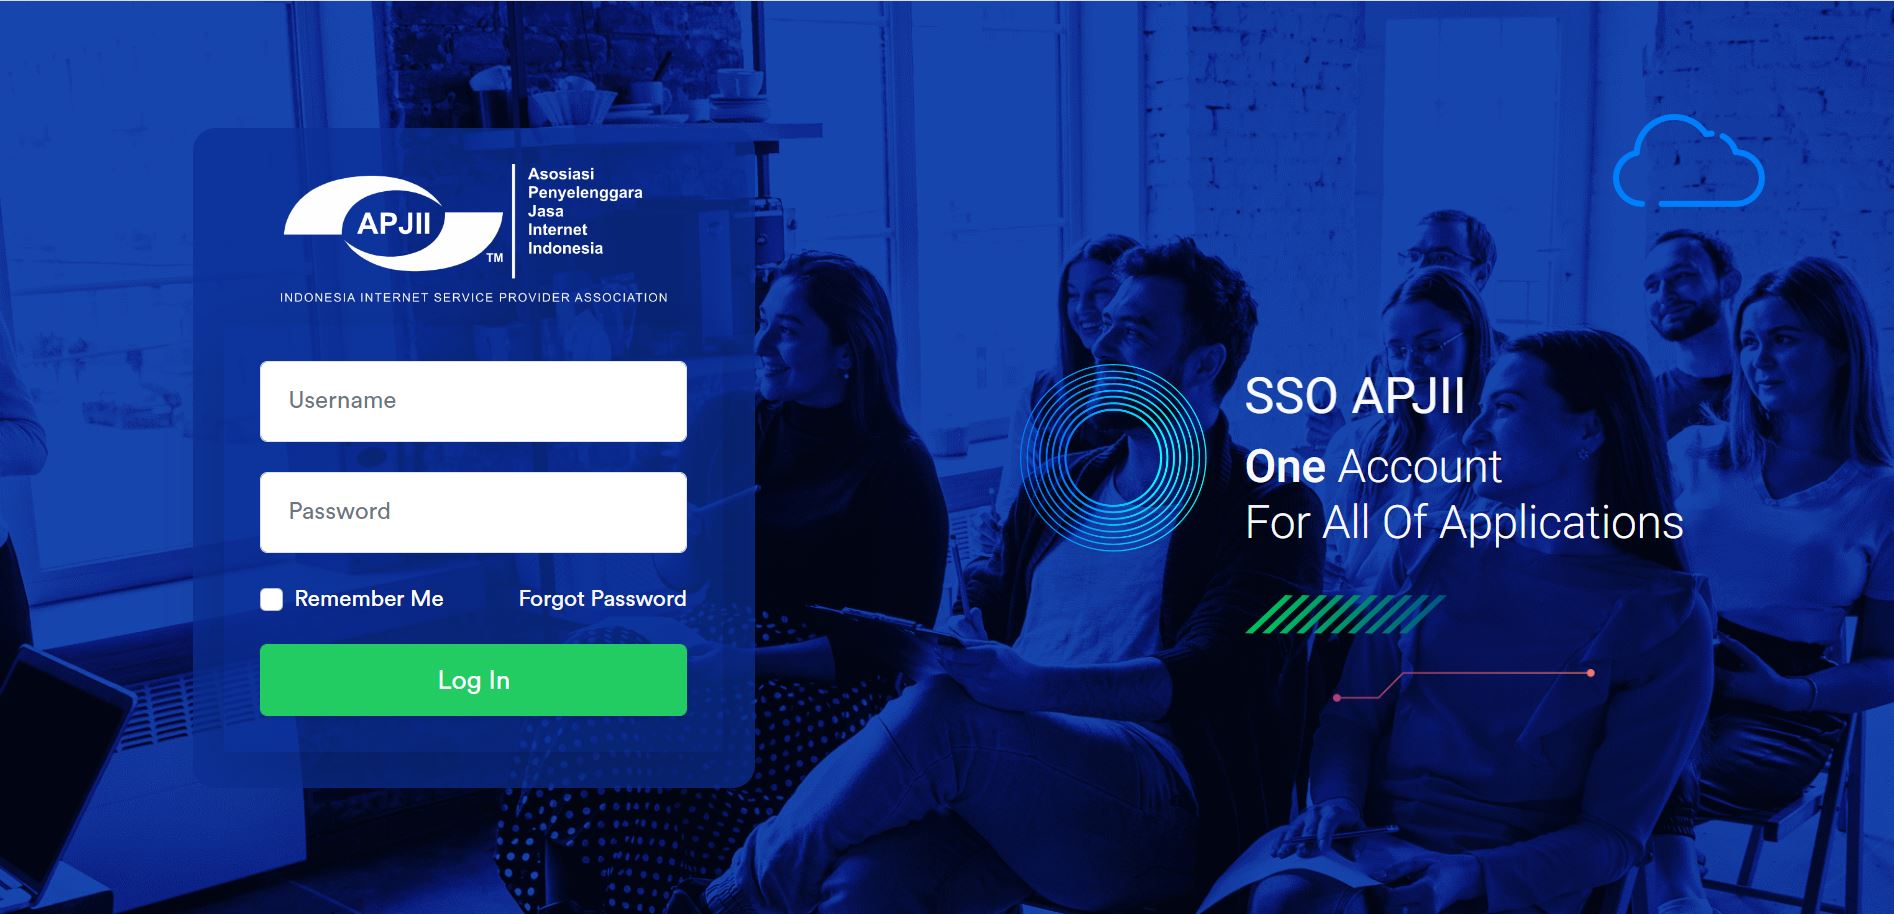 APJII
TM
Asosiasi
Penyelenggara
Jasa
Internet
Indonesia
INDONESIA INTERNET SERVICE PROVIDER ASSOCIATION
Username
Password
Remember Me
Forgot Password
Log In
SSO APJII
One Account
For All Of Applications